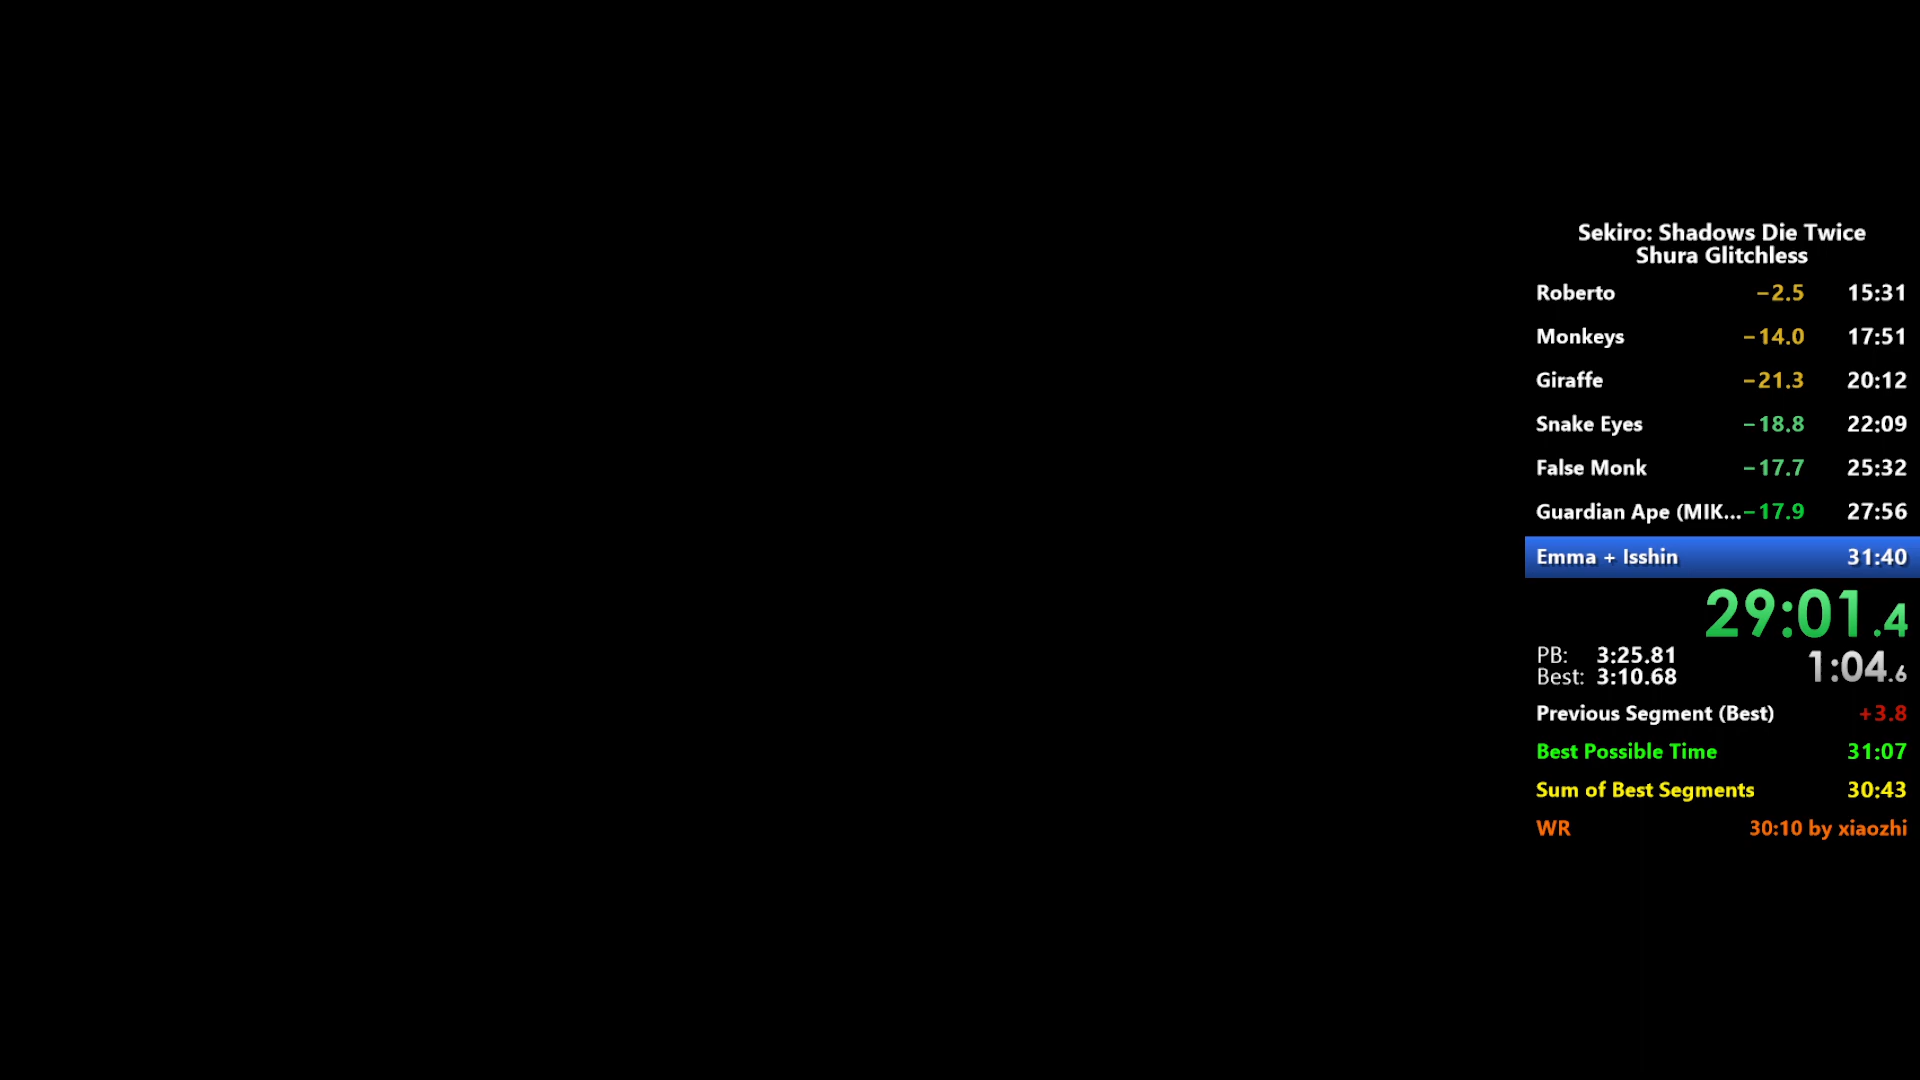 Sekiro: Shadows Die Twice
Shura Glitchless
Roberto −2.5 15:31
Monkeys −14.0 17:51
Giraffe −21.3 20:12
Snake Eyes −18.8 22:09
False Monk −17.7 25:32
Guardian Ape (MIK... −17.9 27:56
Emma + Isshin 31:40
29:01.4
PB: 3:25.81
1:04.6
Best: 3:10.68
Previous Segment (Best) +3.8
Best Possible Time 31:07
Sum of Best Segments 30:43
WR 30:10 by xiaozhi